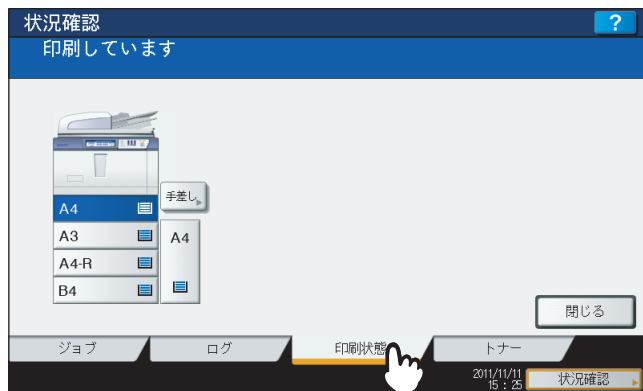 状況確認
?
印刷しています
手差し
A4
A3
A4-R
B4
A4
閉じる
ジョブ
ログ
印刷状態
トナー
2011/11/11
15:25
状況確認